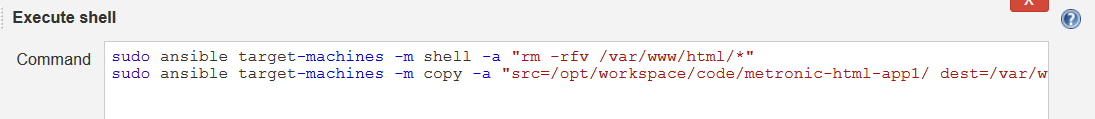 X
Execute shell
?
Command
sudo ansible target-machines -m shell -a "rm -rfv /var/www/html/*"
sudo ansible target-machines -m copy -a "src=/opt/workspace/code/metronic-html-app1/ dest=/var/w